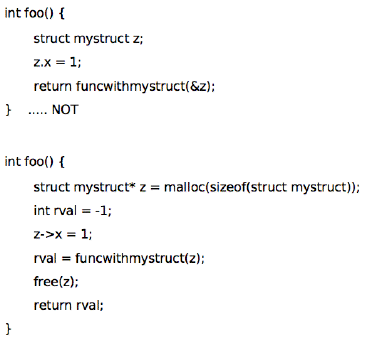 int foo() {
struct mystruct z;
z.x = 1;
return funcwithmystruct(&z);
} ..... NOT
int foo() {
struct mystruct* z = malloc(sizeof(struct mystruct));
int rval = -1;
z->x = 1;
rval = funcwithmystruct(z);
free(z);
return rval;
}